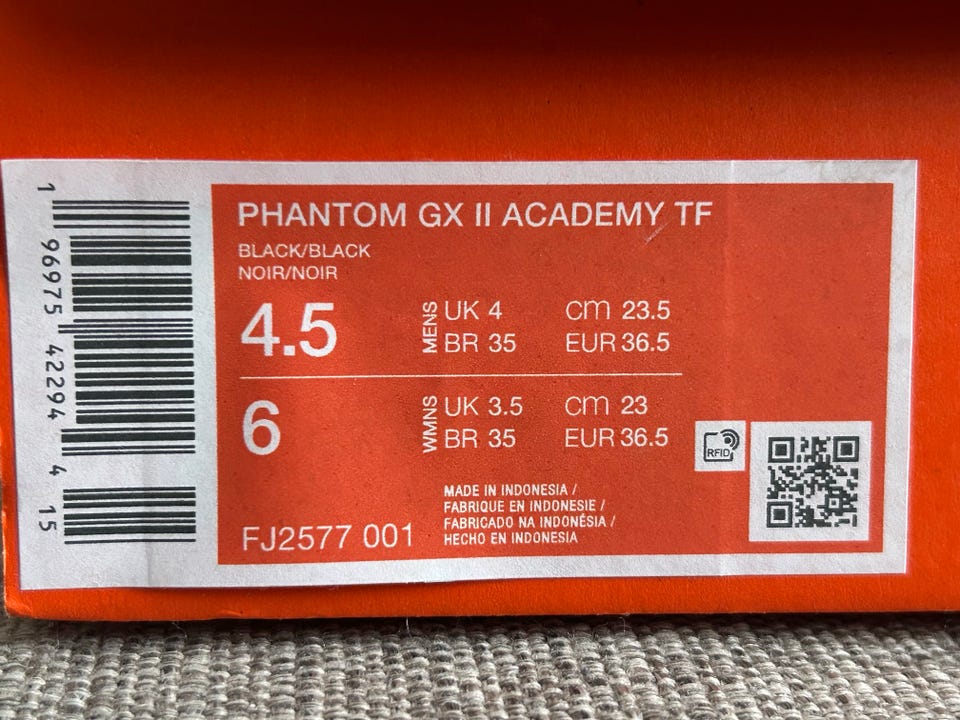 PHANTOM GX II ACADEMY TF
BLACK/BLACK
NOIR/NOIR
4.5
MENS
UK 4 cm 23.5
BR 35 EUR 36.5
6
WMNS
UK 3.5 cm 23
BR 35 EUR 36.5
RFID
MADE IN INDONESIA /
FABRIQUE EN INDONESIE /
FABRICADO NA INDONÉSIA /
HECHO EN INDONESIA
FJ2577 001
1 96975 42294 4 15